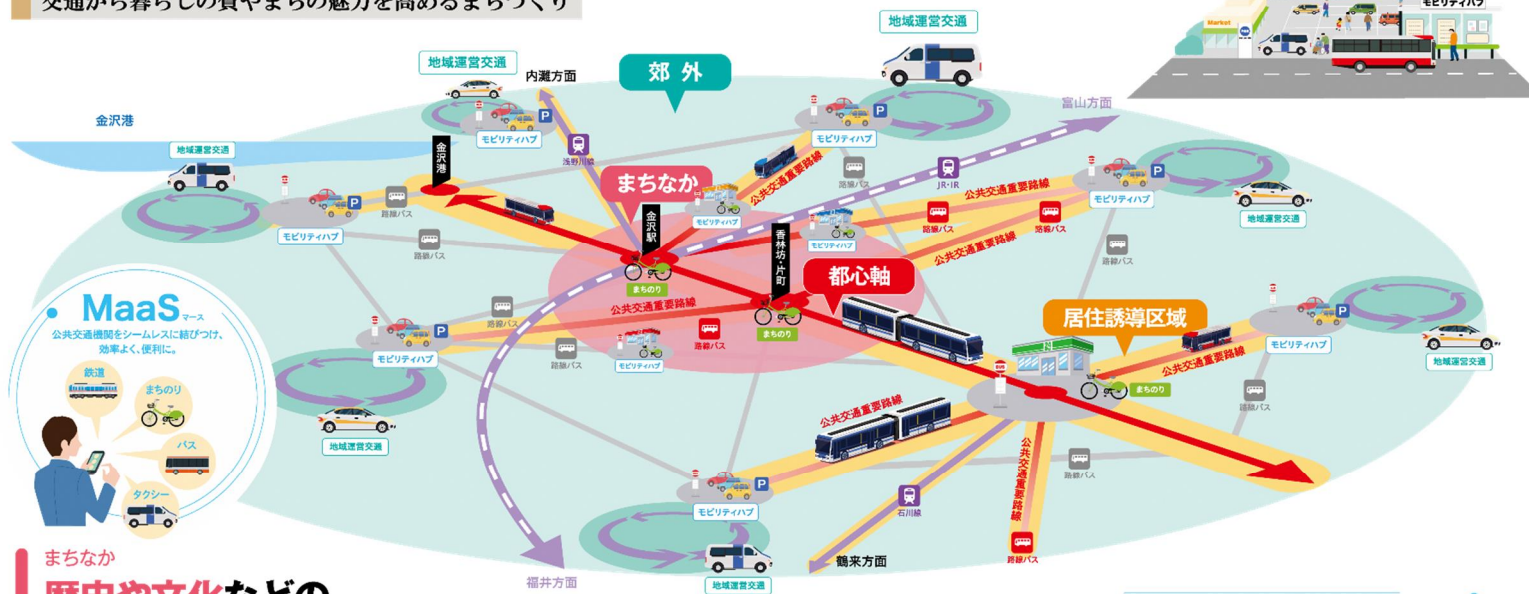 交通から暮らしの質やまちの魅力を高めるまちづくり
Market
モビリティハブ
地域運営交通
地域運営交通
内灘方面
郊外
富山方面
金沢港
地域運営交通
金沢港
モビリティハブ
浅野川線
まちなか
公共交通重要路線
モビリティハブ
路線バス
JR・IR
公共交通重要路線
モビリティハブ
地域運営交通
路線バス
モビリティハブ
路線バス
金沢駅
モビリティハブ
香林坊・片町
モビリティハブ
路線バス
路線バス
公共交通重要路線
路線バス
MaaS マース
公共交通機関をシームレスに結びつけ、
効率よく、便利に。
鉄道
まちのり
バス
タクシー
都心軸
まちのり
公共交通重要路線
路線バス
まちのり
路線バス
路線バス
モビリティハブ
モビリティハブ
地域運営交通
居住誘導区域
公共交通重要路線
モビリティハブ
地域運営交通
まちのり
路線バス
公共交通重要路線
公共交通重要路線
路線バス
モビリティハブ
石川線
路線バス
鶴来方面
福井方面
地域運営交通
まちなか
歴史や文化などの
P
P
P
P
P
P
P
BUS